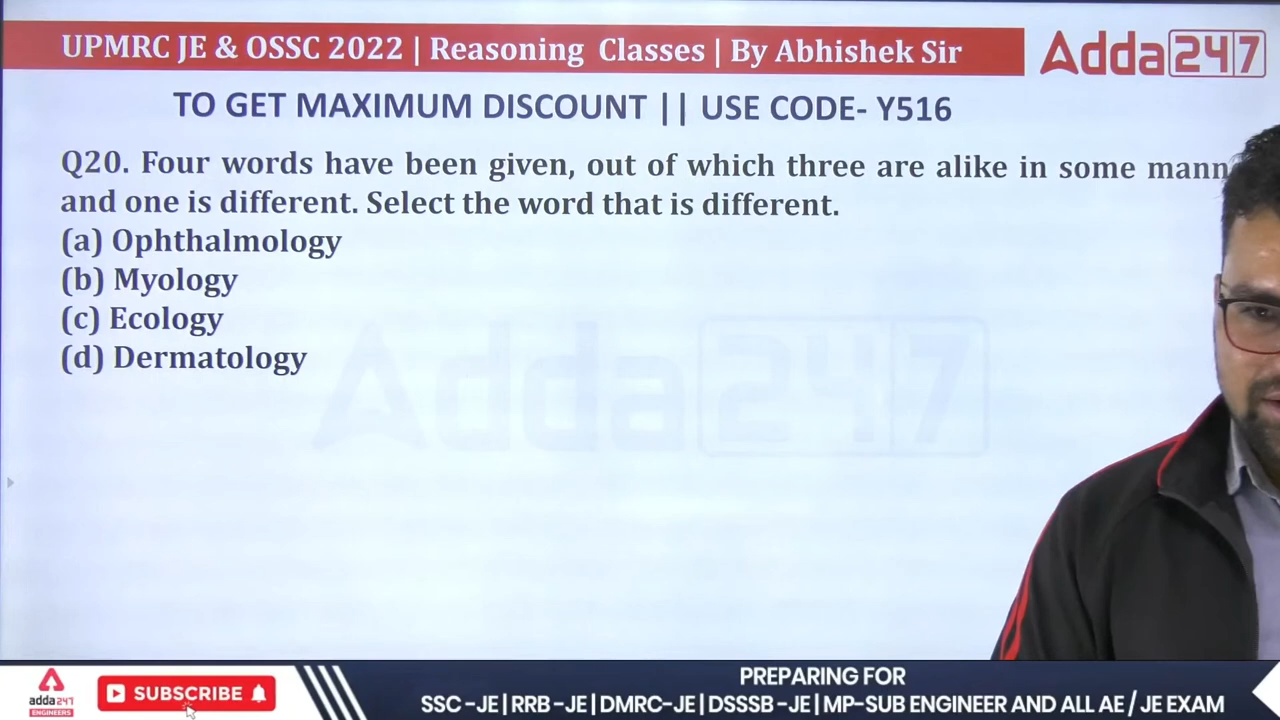 UPMRC JE & OSSC 2022 | Reasoning Classes | By Abhishek Sir
Adda247
TO GET MAXIMUM DISCOUNT || USE CODE- Y516
Q20. Four words have been given, out of which three are alike in some mann
and one is different. Select the word that is different.
(a) Ophthalmology
(b) Myology
(c) Ecology
(d) Dermatology
Adda247
adda247
ENGINEERS
SUBSCRIBE
PREPARING FOR
SSC -JE | RRB -JE | DMRC-JE | DSSSB -JE | MP-SUB ENGINEER AND ALL AE / JE EXAM